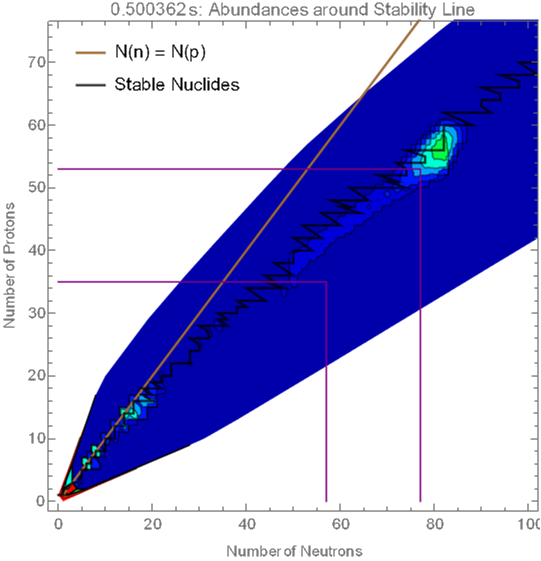 0.500362s: Abundances around Stability Line
N(n) = N(p)
Stable Nuclides
Number of Protons
70
60
50
40
30
20
10
0
0 20 40 60 80 100
Number of Neutrons